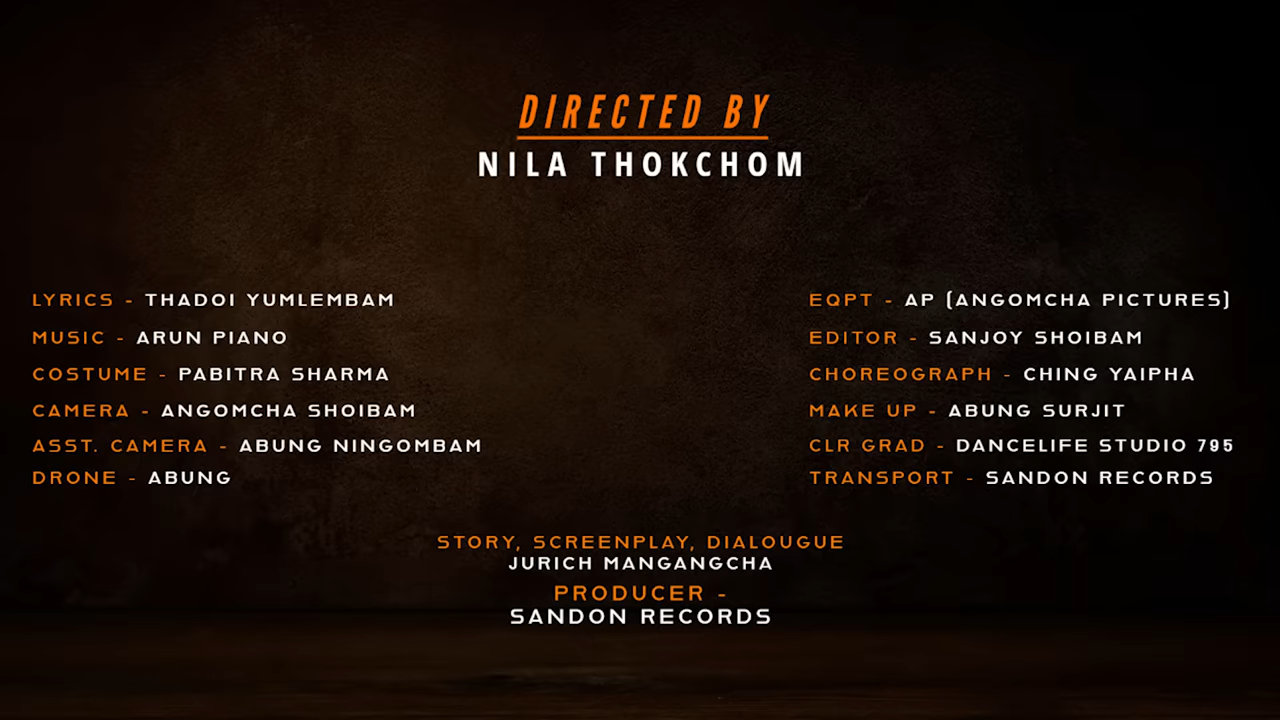 DIRECTED BY
NILA THOKCHOM
LYRICS - THADOI YUMLEMBAM
MUSIC - ARUN PIANO
COSTUME - PABITRA SHARMA
CAMERA - ANGOMCHA SHOIBAM
ASST. CAMERA - ABUNG NINGOMBAM
DRONE - ABUNG
EQPT - AP (ANGOMCHA PICTURES)
EDITOR - SANJOY SHOIBAM
CHOREOGRAPH - CHING YAIPHA
MAKE UP - ABUNG SURJIT
CLR GRAD - DANCELIFE STUDIO 795
TRANSPORT - SANDON RECORDS
STORY, SCREENPLAY, DIALOUGUE
JURICH MANGANGCHA
PRODUCER -
SANDON RECORDS